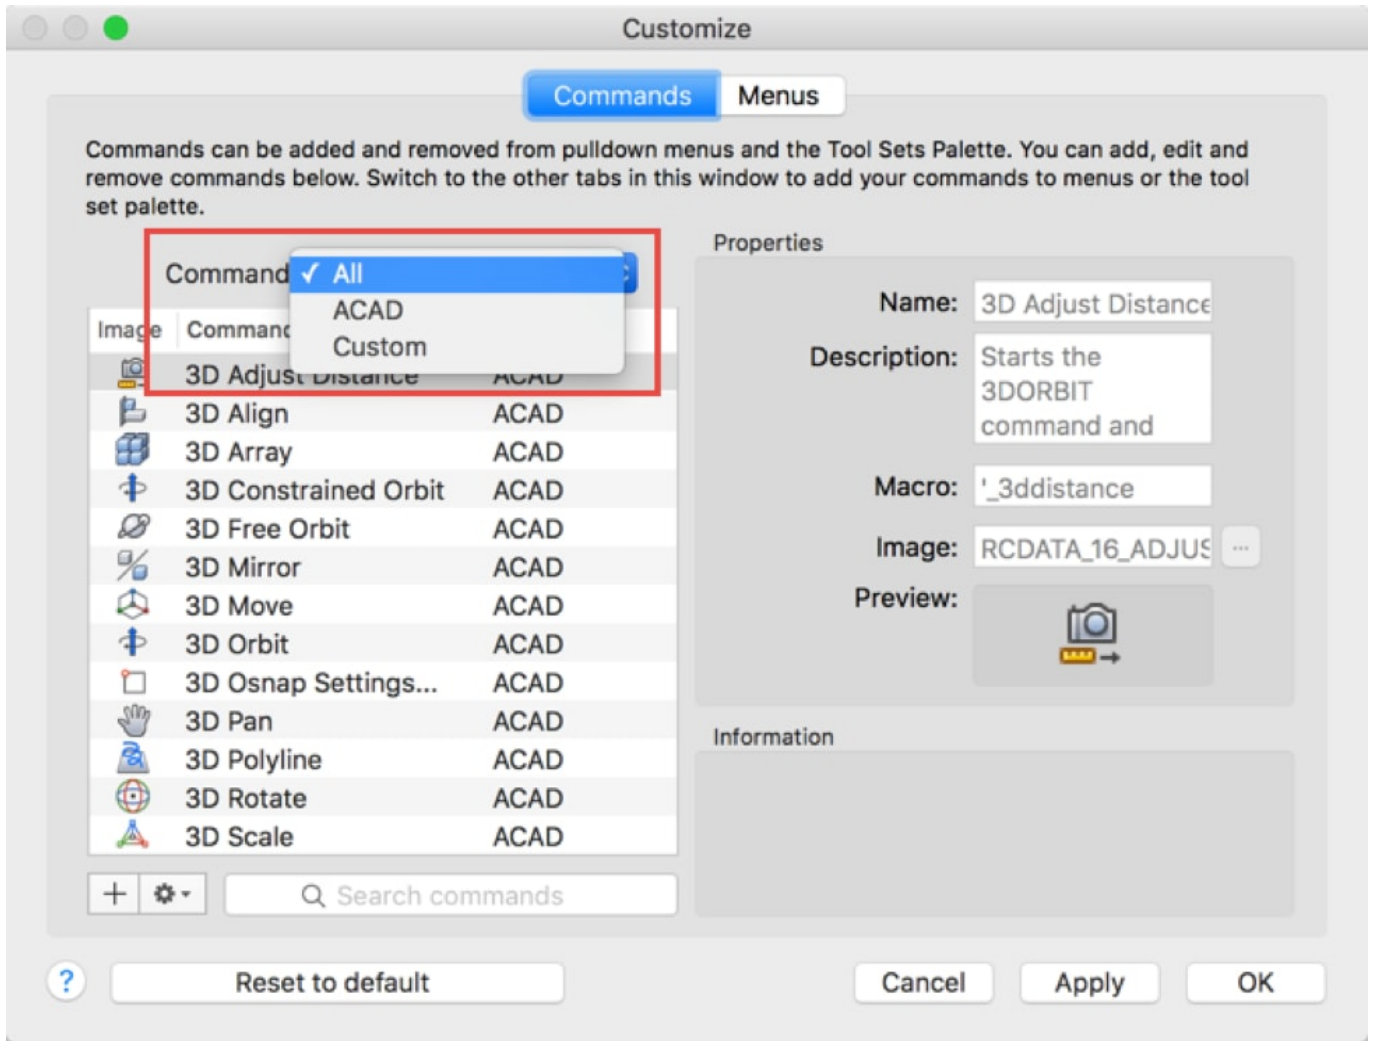 Customize
Commands Menus
Commands can be added and removed from pulldown menus and the Tool Sets Palette. You can add, edit and
remove commands below. Switch to the other tabs in this window to add your commands to menus or the tool
set palette.
Command
✓ All
ACAD
Custom
Image Comman
3D Adjust Distance ACAD
3D Align ACAD
3D Array ACAD
3D Constrained Orbit ACAD
3D Free Orbit ACAD
3D Mirror ACAD
3D Move ACAD
3D Orbit ACAD
3D Osnap Settings... ACAD
3D Pan ACAD
3D Polyline ACAD
3D Rotate ACAD
3D Scale ACAD
+ Search commands
Properties
Name: 3D Adjust Distance
Description: Starts the
3DORBIT
command and
Macro: '_3ddistance
Image: RCDATA_16_ADJUS ...
Preview:
Information
? Reset to default Cancel Apply OK